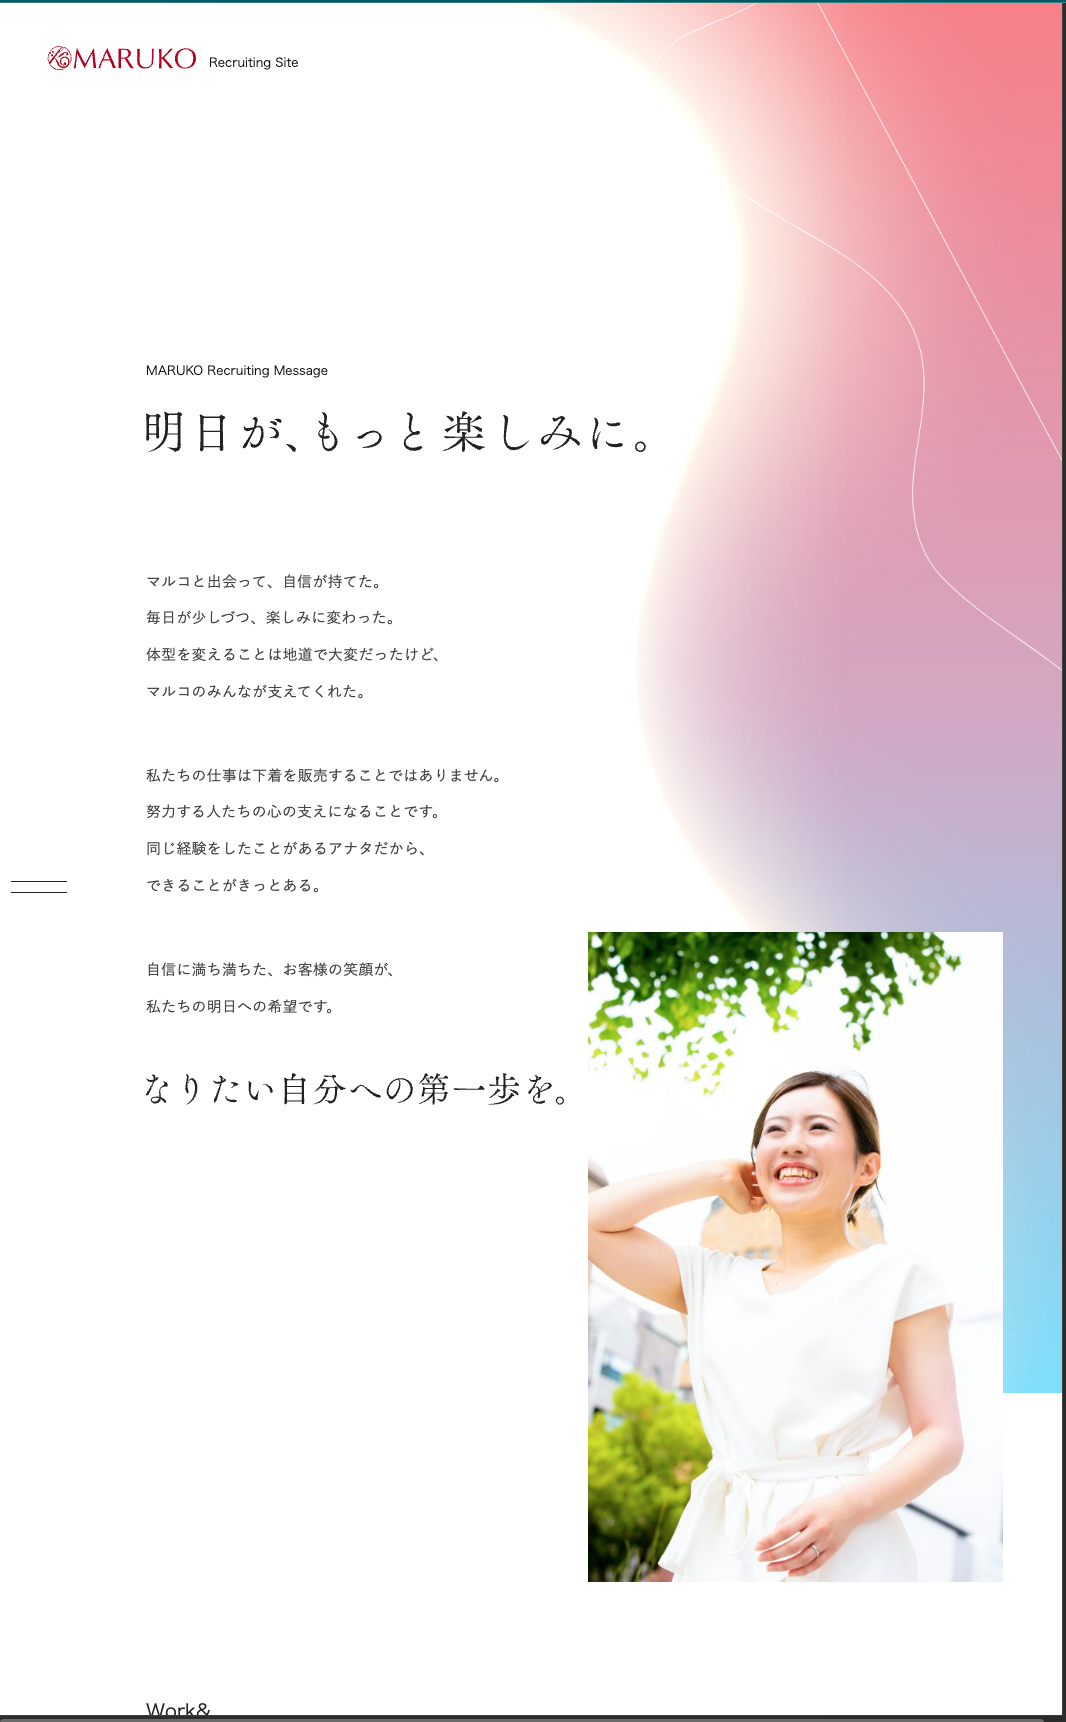 MARUKO Recruiting Site
MARUKO Recruiting Message
明日が、もっと楽しみに。
マルコと出会って、自信が持てた。
毎日が少しづつ、楽しみに変わった。
体型を変えることは地道で大変だったけど、
マルコのみんなが支えてくれた。
私たちの仕事は下着を販売することではありません。
努力する人たちの心の支えになることです。
同じ経験をしたことがあるアナタだから、
できることがきっとある。
自信に満ち満ちた、お客様の笑顔が、
私たちの明日への希望です。
なりたい自分への第一歩を。
Work&